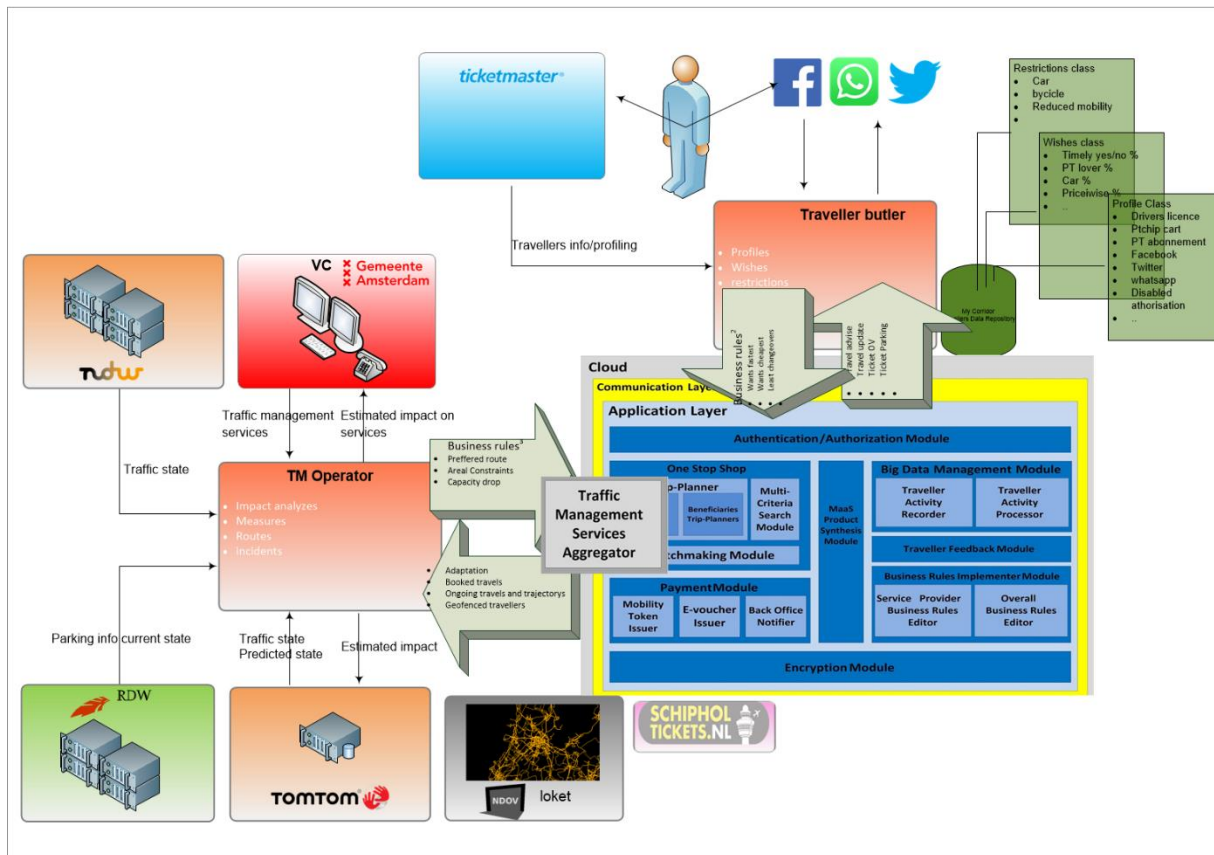 ticketmaster®
Restrictions class
• Car
• bycicle
• Reduced mobility
•
Wishes class
• Timely yes/no %
• PT lover %
• Car %
• Priceiwise %
• ..
Profile Class
• Drivers licence
• Ptchip cart
• PT abonnement
• Facebook
• Twitter
• whatsapp
• Disabled
athorisation
• ..
Traveller butler
• Profiles
• Wishes
• restrictions
Travellers info/profiling
My Corridor
Data Repository
ndw
VC
Gemeente
Amsterdam
Traffic management
services
Estimated impact on
services
Traffic state
TM Operator
• Impact analyzes
• Measures
• Routes
• incidents
Business rules³
• Preffered route
• Areal Constraints
• Capacity drop
• Adaptation
• Booked travels
• Ongoing travels and trajectorys
• Geofenced travellers
Traffic
Management
Services
Aggregator
Business rules²
• Wants fastest
• Wants cheapest
• Least changeovers
•
• Travel advise
• Travel update
• Ticket OV
• Ticket Parking
•
Cloud
Communication Laye
Application Layer
Authentication/Authorization Module
One Stop Shop
p-Planner
Beneficiaries
Trip-Planners
Multi-
Criteria
Search
Module
tchmaking Module
MaaS
Product
Synthesis
Module
Big Data Management Module
Traveller
Activity
Recorder
Traveller
Activity
Processor
Traveller Feedback Module
Business Rules Implementer Module
Service Provider
Business Rules
Editor
Overall
Business Rules
Editor
PaymentModule
Mobility
Token
Issuer
E-voucher
Issuer
Back Office
Notifier
Encryption Module
Parking info current state
Traffic state
Predicted state
Estimated impact
RDW
TOMTOM
NDOV
loket
SCHIPHOL
TICKETS.NL